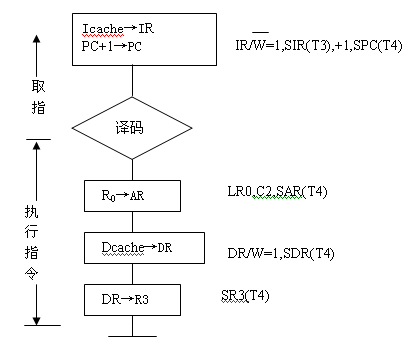 Icache→IR
PC+1→PC
IR/W̅=1,SIR(T3),+1,SPC(T4)
取指
译码
R₀→AR
LR0,C2,SAR(T4)
执行指令
Dcache→DR
DR/W=1,SDR(T4)
DR→R3
SR3(T4)